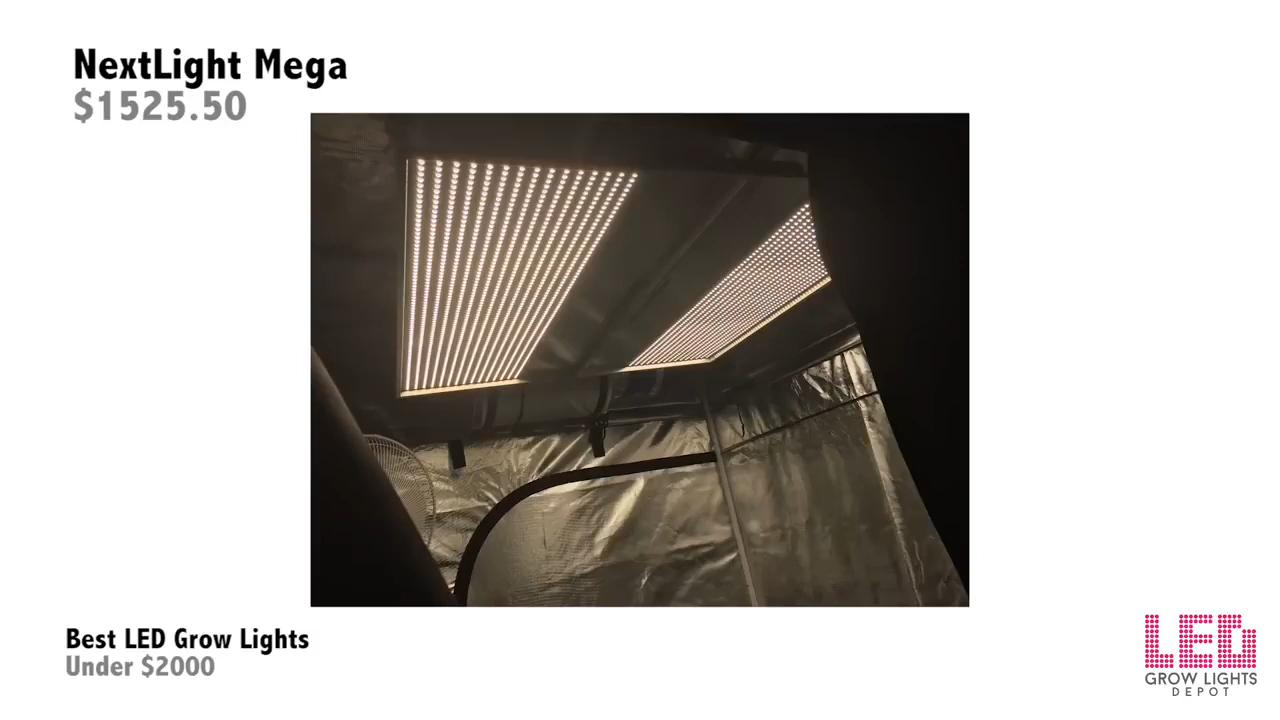 NextLight Mega
$1525.50
Best LED Grow Lights
Under $2000
LED
GROW LIGHTS
DEPOT